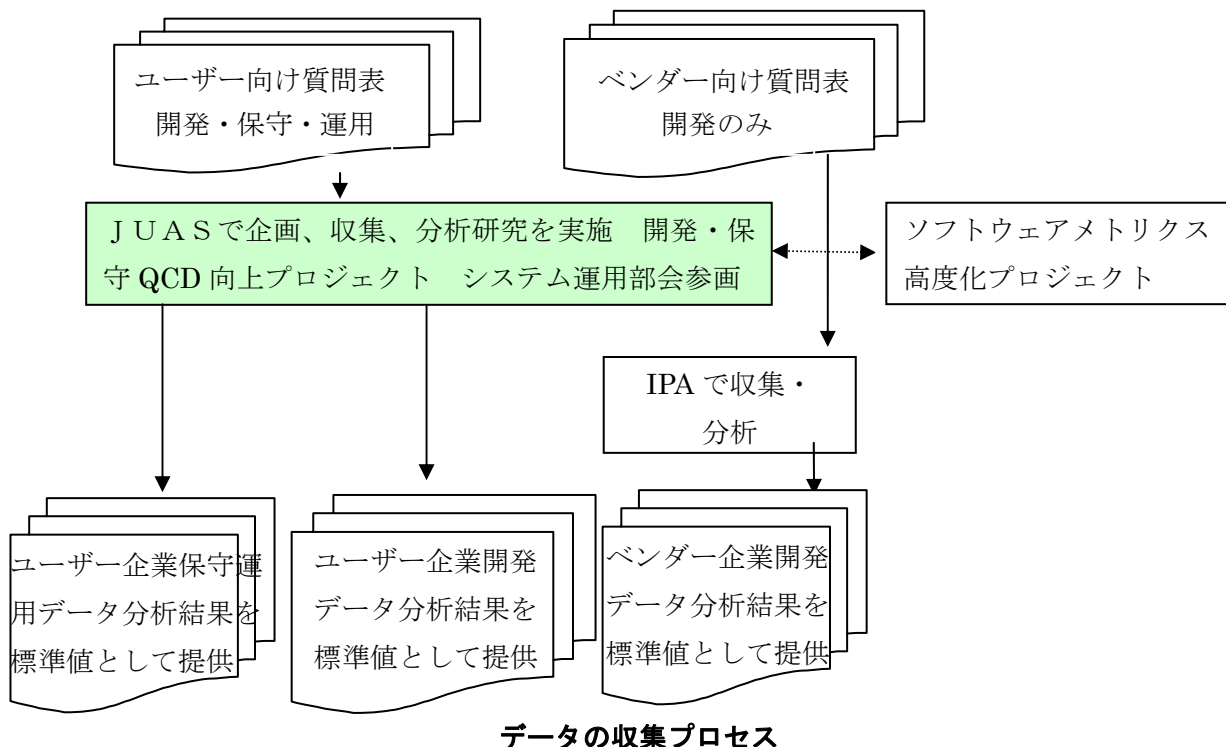 ユーザー向け質問表
開発・保守・運用
ベンダー向け質問表
開発のみ
ＪＵＡＳで企画、収集、分析研究を実施　開発・保
守 QCD 向上プロジェクト　システム運用部会参画
ソフトウェアメトリクス
高度化プロジェクト
IPA で収集・
分析
ユーザー企業保守運
用データ分析結果を
標準値として提供
ユーザー企業開発
データ分析結果を
標準値として提供
ベンダー企業開発
データ分析結果を
標準値として提供
データの収集プロセス